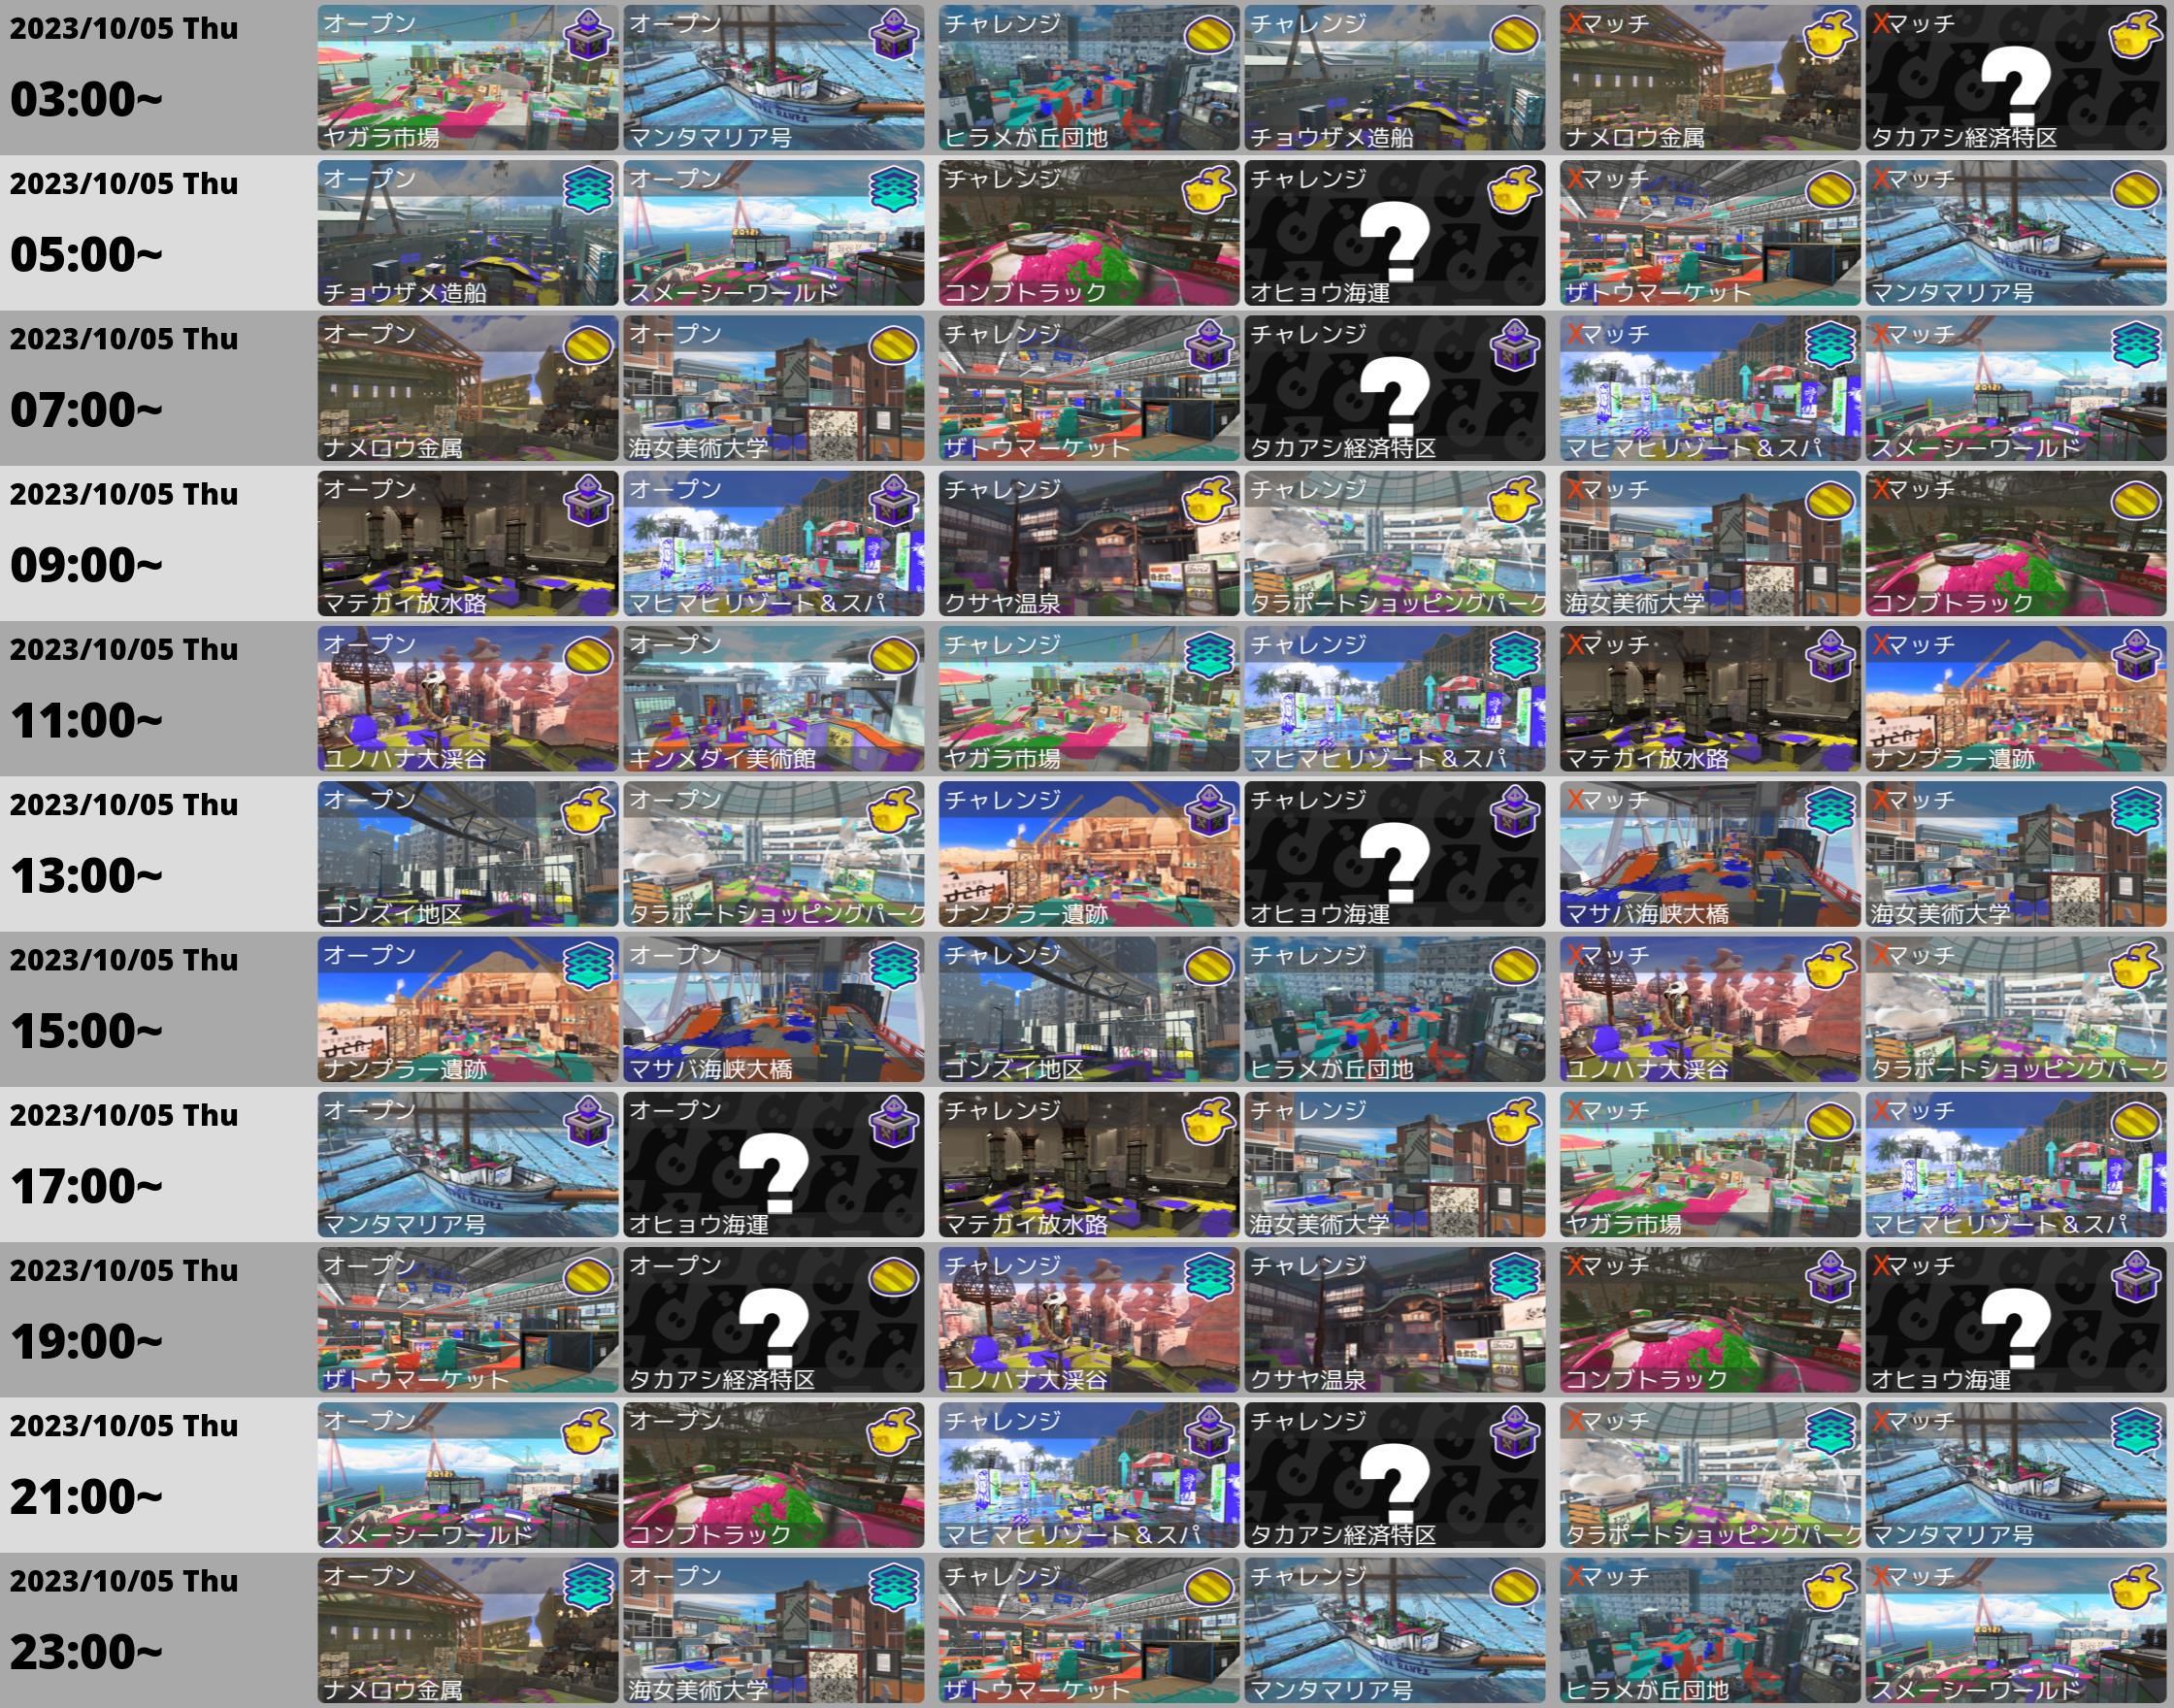 2023/10/05 Thu
03:00~
オープン
ヤガラ市場
オープン
マンタマリア号
チャレンジ
ヒラメが丘団地
チャレンジ
チョウザメ造船
Xマッチ
ナメロウ金属
Xマッチ
?
タカアシ経済特区
2023/10/05 Thu
05:00~
オープン
チョウザメ造船
オープン
スメーシーワールド
チャレンジ
コンブトラック
チャレンジ
?
オヒョウ海運
Xマッチ
ザトウマーケット
Xマッチ
マンタマリア号
2023/10/05 Thu
07:00~
オープン
ナメロウ金属
オープン
海女美術大学
チャレンジ
ザトウマーケット
チャレンジ
?
タカアシ経済特区
Xマッチ
マヒマヒリゾート&スパ
Xマッチ
スメーシーワールド
2023/10/05 Thu
09:00~
オープン
マテガイ放水路
オープン
マヒマヒリゾート&スパ
チャレンジ
クサヤ温泉
チャレンジ
タラポートショッピングパーク
Xマッチ
海女美術大学
Xマッチ
コンブトラック
2023/10/05 Thu
11:00~
オープン
ユノハナ大渓谷
オープン
キンメダイ美術館
チャレンジ
ヤガラ市場
チャレンジ
マヒマヒリゾート&スパ
Xマッチ
マテガイ放水路
Xマッチ
ナンプラー遺跡
2023/10/05 Thu
13:00~
オープン
ゴンズイ地区
オープン
タラポートショッピングパーク
チャレンジ
ナンプラー遺跡
チャレンジ
?
オヒョウ海運
Xマッチ
マサバ海峡大橋
Xマッチ
海女美術大学
2023/10/05 Thu
15:00~
オープン
ナンプラー遺跡
オープン
マサバ海峡大橋
チャレンジ
ゴンズイ地区
チャレンジ
ヒラメが丘団地
Xマッチ
ユノハナ大渓谷
Xマッチ
タラポートショッピングパーク
2023/10/05 Thu
17:00~
オープン
マンタマリア号
オープン
?
オヒョウ海運
チャレンジ
マテガイ放水路
チャレンジ
海女美術大学
Xマッチ
ヤガラ市場
Xマッチ
マヒマヒリゾート&スパ
2023/10/05 Thu
19:00~
オープン
ザトウマーケット
オープン
?
タカアシ経済特区
チャレンジ
ユノハナ大渓谷
チャレンジ
クサヤ温泉
Xマッチ
コンブトラック
Xマッチ
?
オヒョウ海運
2023/10/05 Thu
21:00~
オープン
スメーシーワールド
オープン
コンブトラック
チャレンジ
マヒマヒリゾート&スパ
チャレンジ
?
タカアシ経済特区
Xマッチ
タラポートショッピングパーク
Xマッチ
マンタマリア号
2023/10/05 Thu
23:00~
オープン
ナメロウ金属
オープン
海女美術大学
チャレンジ
ザトウマーケット
チャレンジ
マンタマリア号
Xマッチ
ヒラメが丘団地
Xマッチ
スメーシーワールド